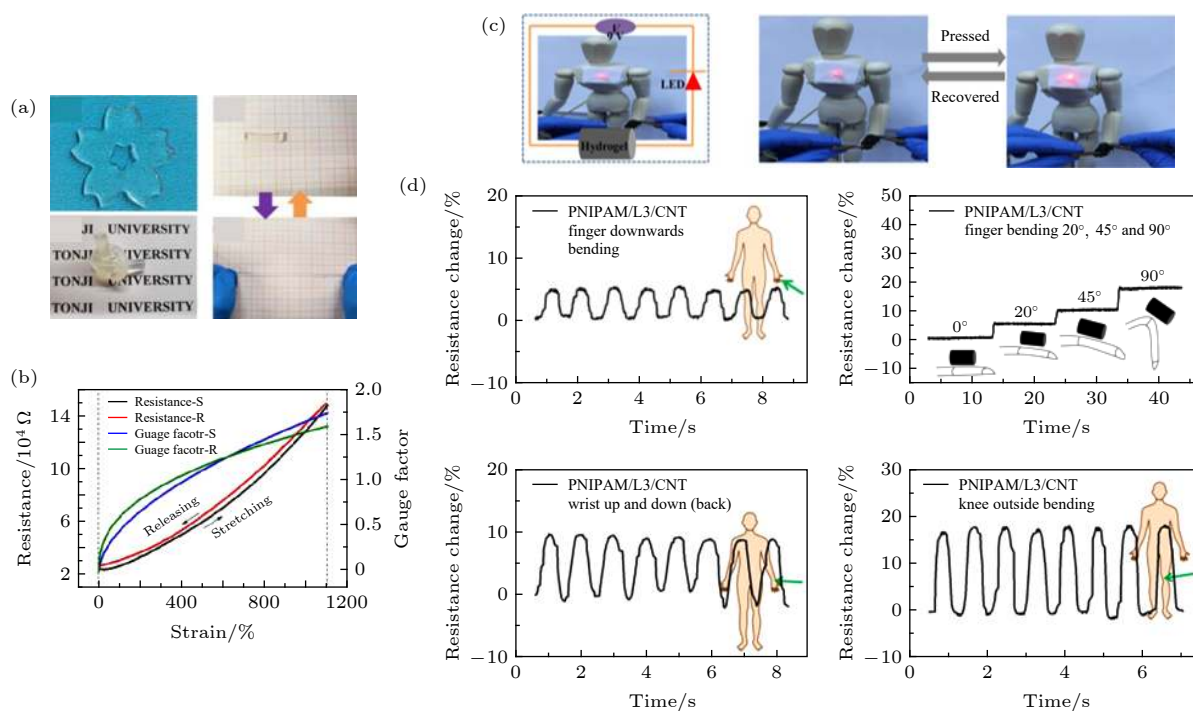 (a)
JI UNIVERSITY
TONJI UNIVERSITY
TONJI UNIVERSITY
TONJI UNIVERSITY
(b)
Resistance/10⁴ Ω
14
12
10
8
6
4
2
Resistance-S
Resistance-R
Guage facotr-S
Guage facotr-R
Releasing
Stretching
2.0
1.5
1.0
0.5
0
Gauge factor
0
400
800
1200
Strain/%
(c)
LED
Hydrogel
Pressed
Recovered
(d)
Resistance change/%
20
10
0
−10
PNIPAM/L3/CNT
finger downwards
bending
0
2
4
6
8
Time/s
Resistance change/%
50
40
30
20
10
0
−10
PNIPAM/L3/CNT
finger bending 20°, 45° and 90°
0°
20°
45°
90°
0
10
20
30
40
Time/s
Resistance change/%
20
10
0
−10
PNIPAM/L3/CNT
wrist up and down (back)
0
2
4
6
8
Time/s
Resistance change/%
30
20
10
0
−10
PNIPAM/L3/CNT
knee outside bending
0
2
4
6
Time/s